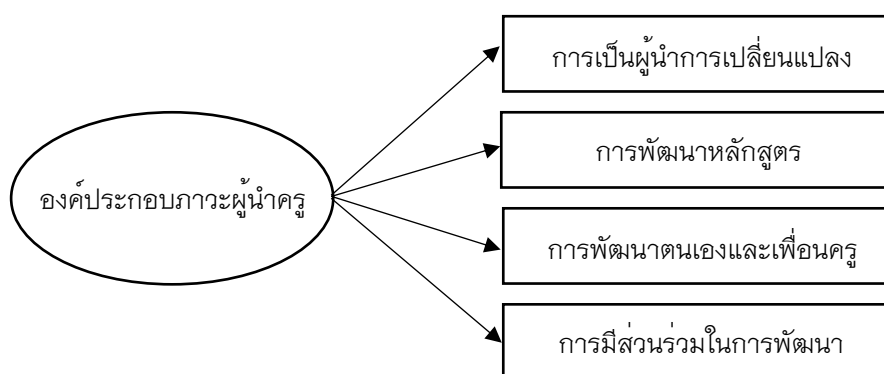 การเป็นผู้นำการเปลี่ยนแปลง
การพัฒนาหลักสูตร
องค์ประกอบภาวะผู้นำครู
การพัฒนาตนเองและเพื่อนครู
การมีส่วนร่วมในการพัฒนา